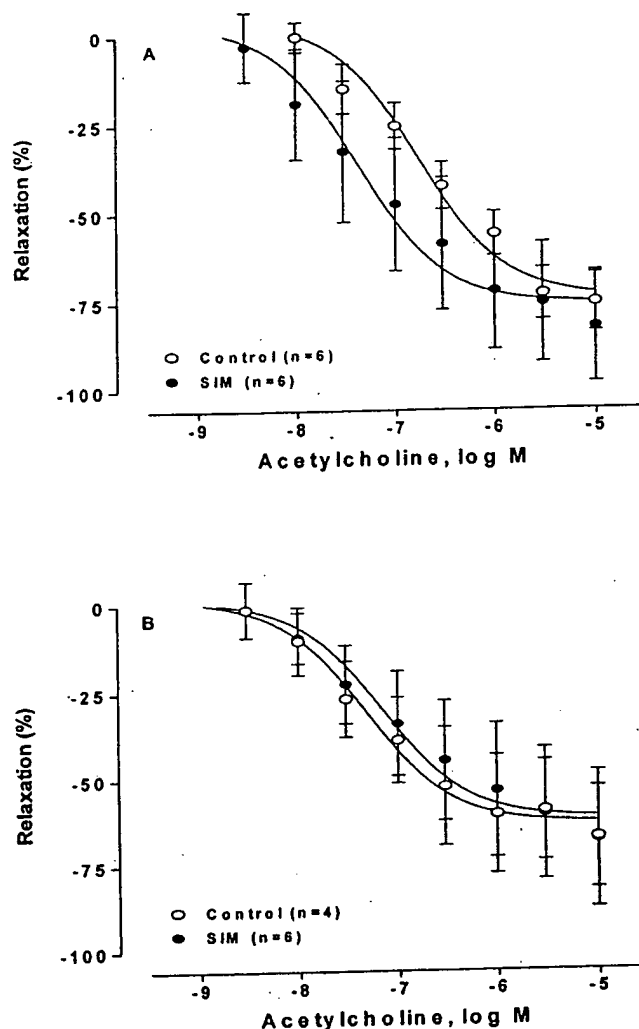 A
0
-25
-50
-75
-100
Relaxation (%)
Control (n=6)
SIM (n=6)
-9 -8 -7 -6 -5
Acetylcholine, log M
B
0
-25
-50
-75
-100
Relaxation (%)
Control (n=4)
SIM (n=6)
-9 -8 -7 -6 -5
Acetylcholine, log M